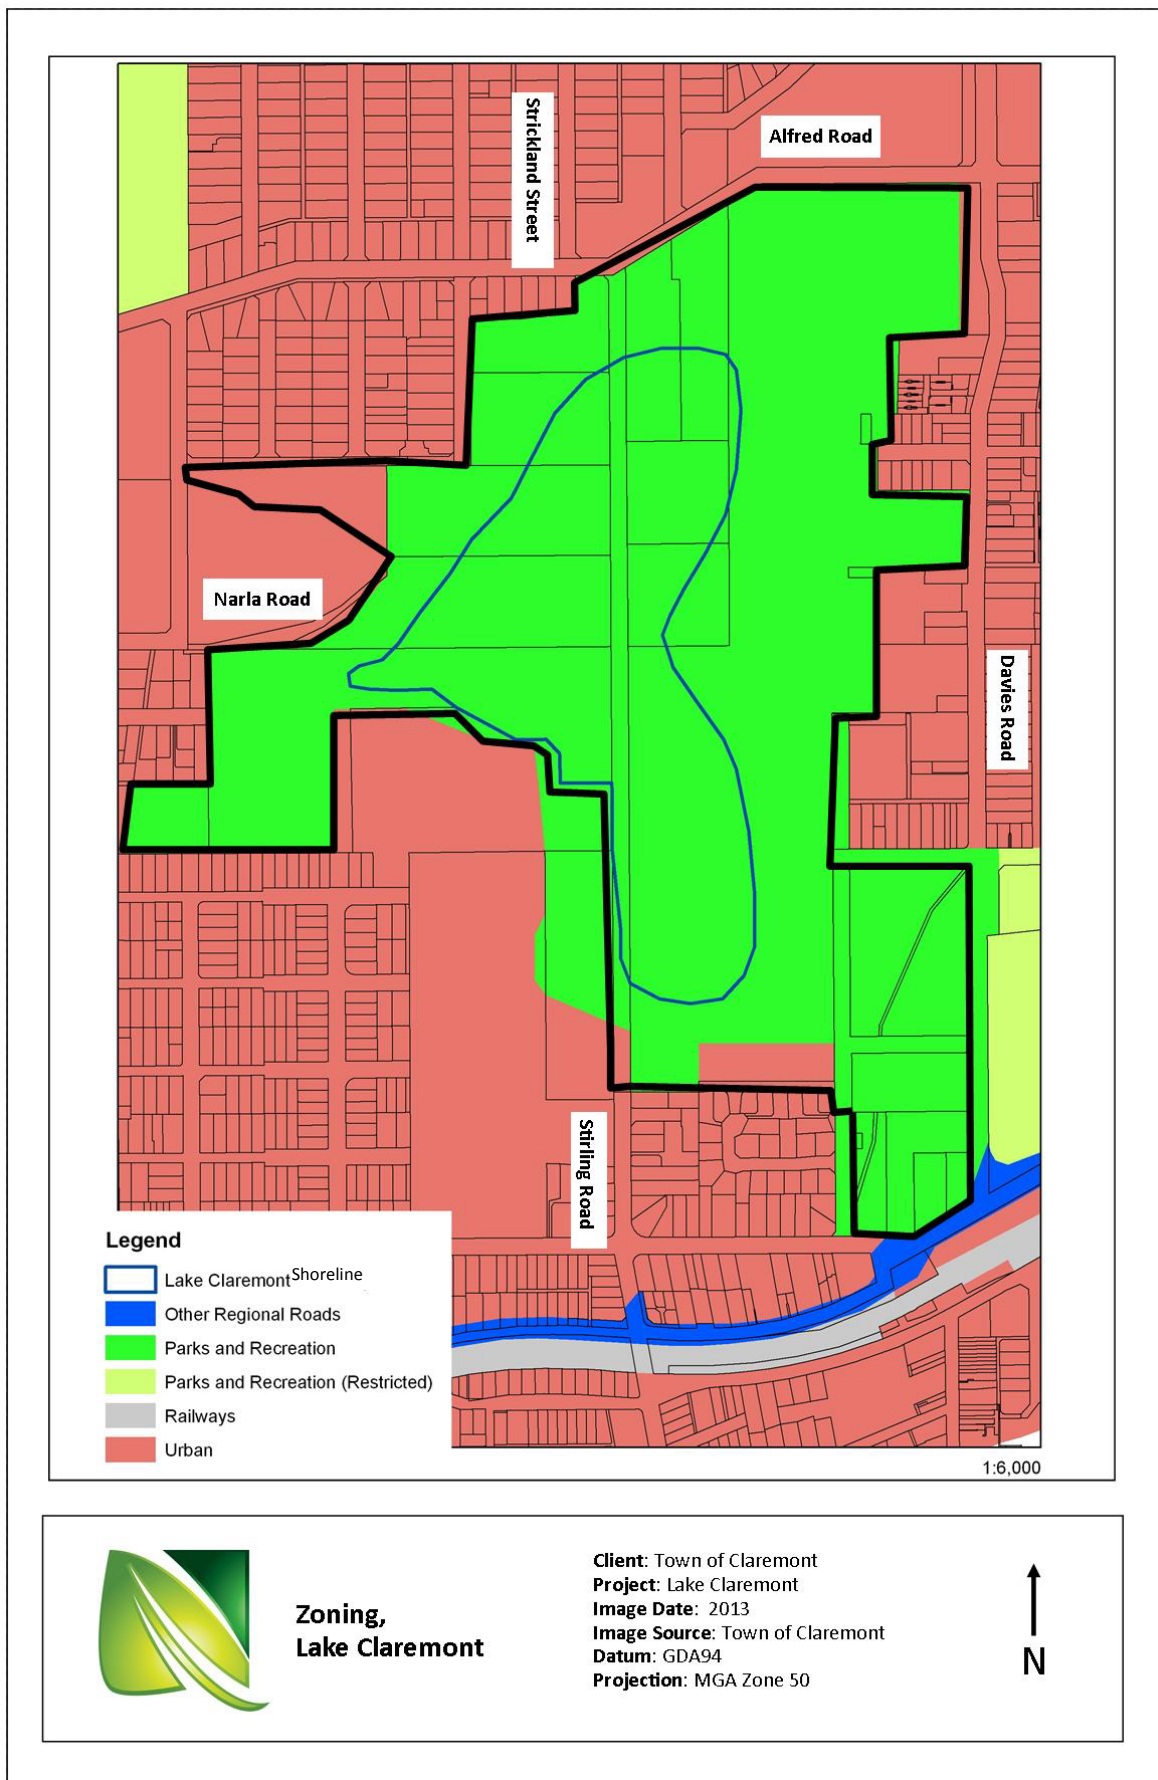 Strickland Street
Alfred Road
Narla Road
Davies Road
Stirling Road
Legend
Lake Claremont Shoreline
Other Regional Roads
Parks and Recreation
Parks and Recreation (Restricted)
Railways
Urban
1:6,000
Zoning,
Lake Claremont
Client: Town of Claremont
Project: Lake Claremont
Image Date: 2013
Image Source: Town of Claremont
Datum: GDA94
Projection: MGA Zone 50
N